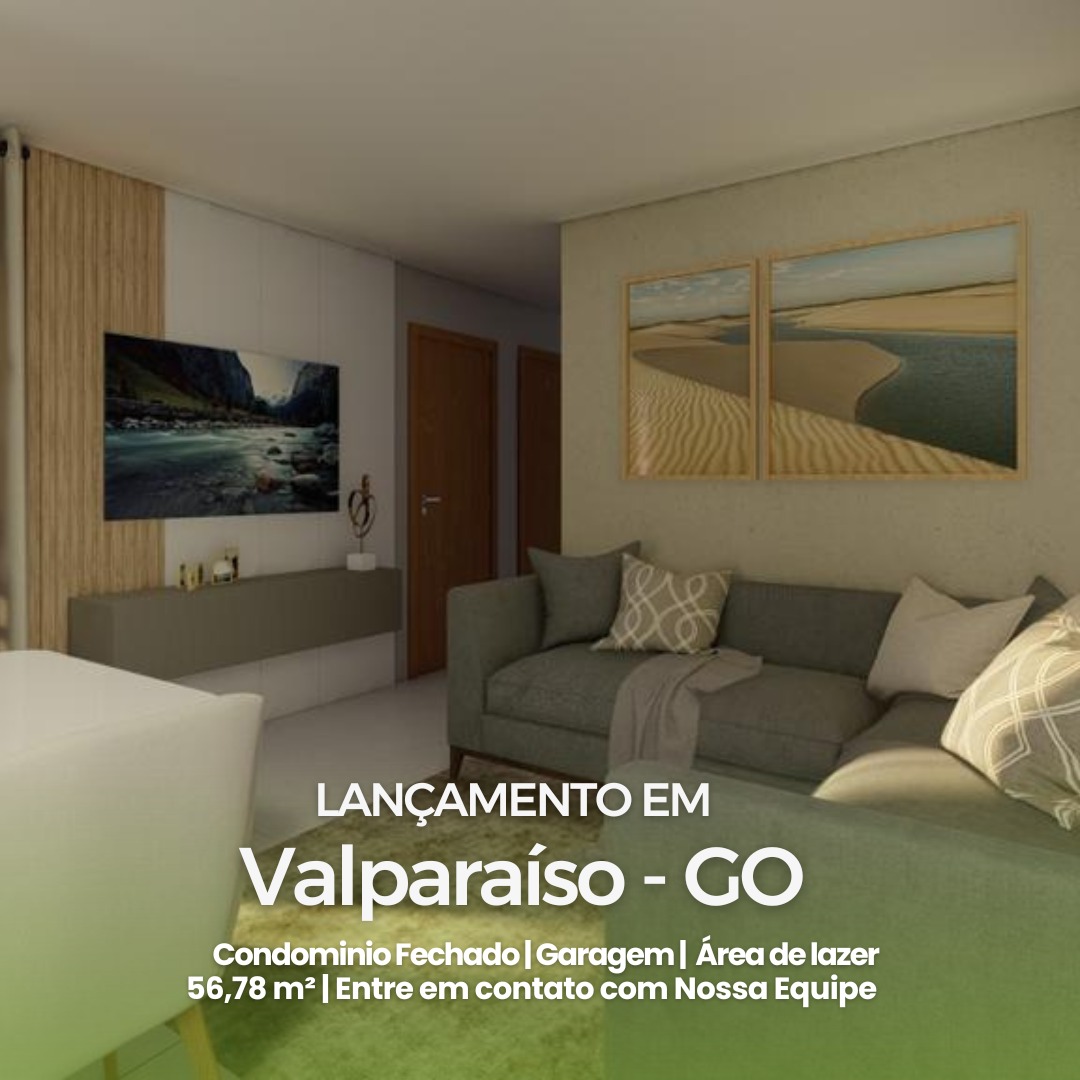 LANÇAMENTO EM
Valparaíso - GO
Condominio Fechado | Garagem | Área de lazer
56,78 m² | Entre em contato com Nossa Equipe